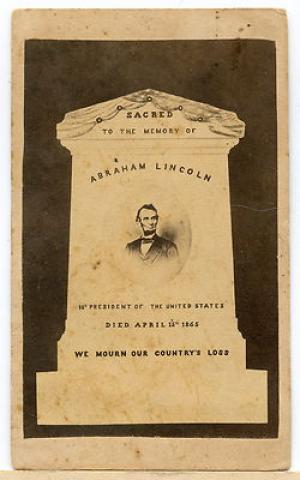 SACRED
TO THE MEMORY OF
ABRAHAM LINCOLN
16TH PRESIDENT OF THE UNITED STATES
DIED APRIL 15TH 1865
WE MOURN OUR COUNTRY'S LOSS